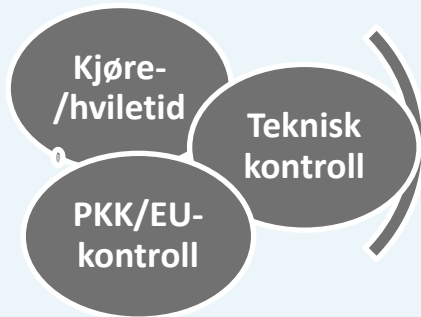 Kjøre-
/hviletid
Teknisk
kontroll
PKK/EU-
kontroll